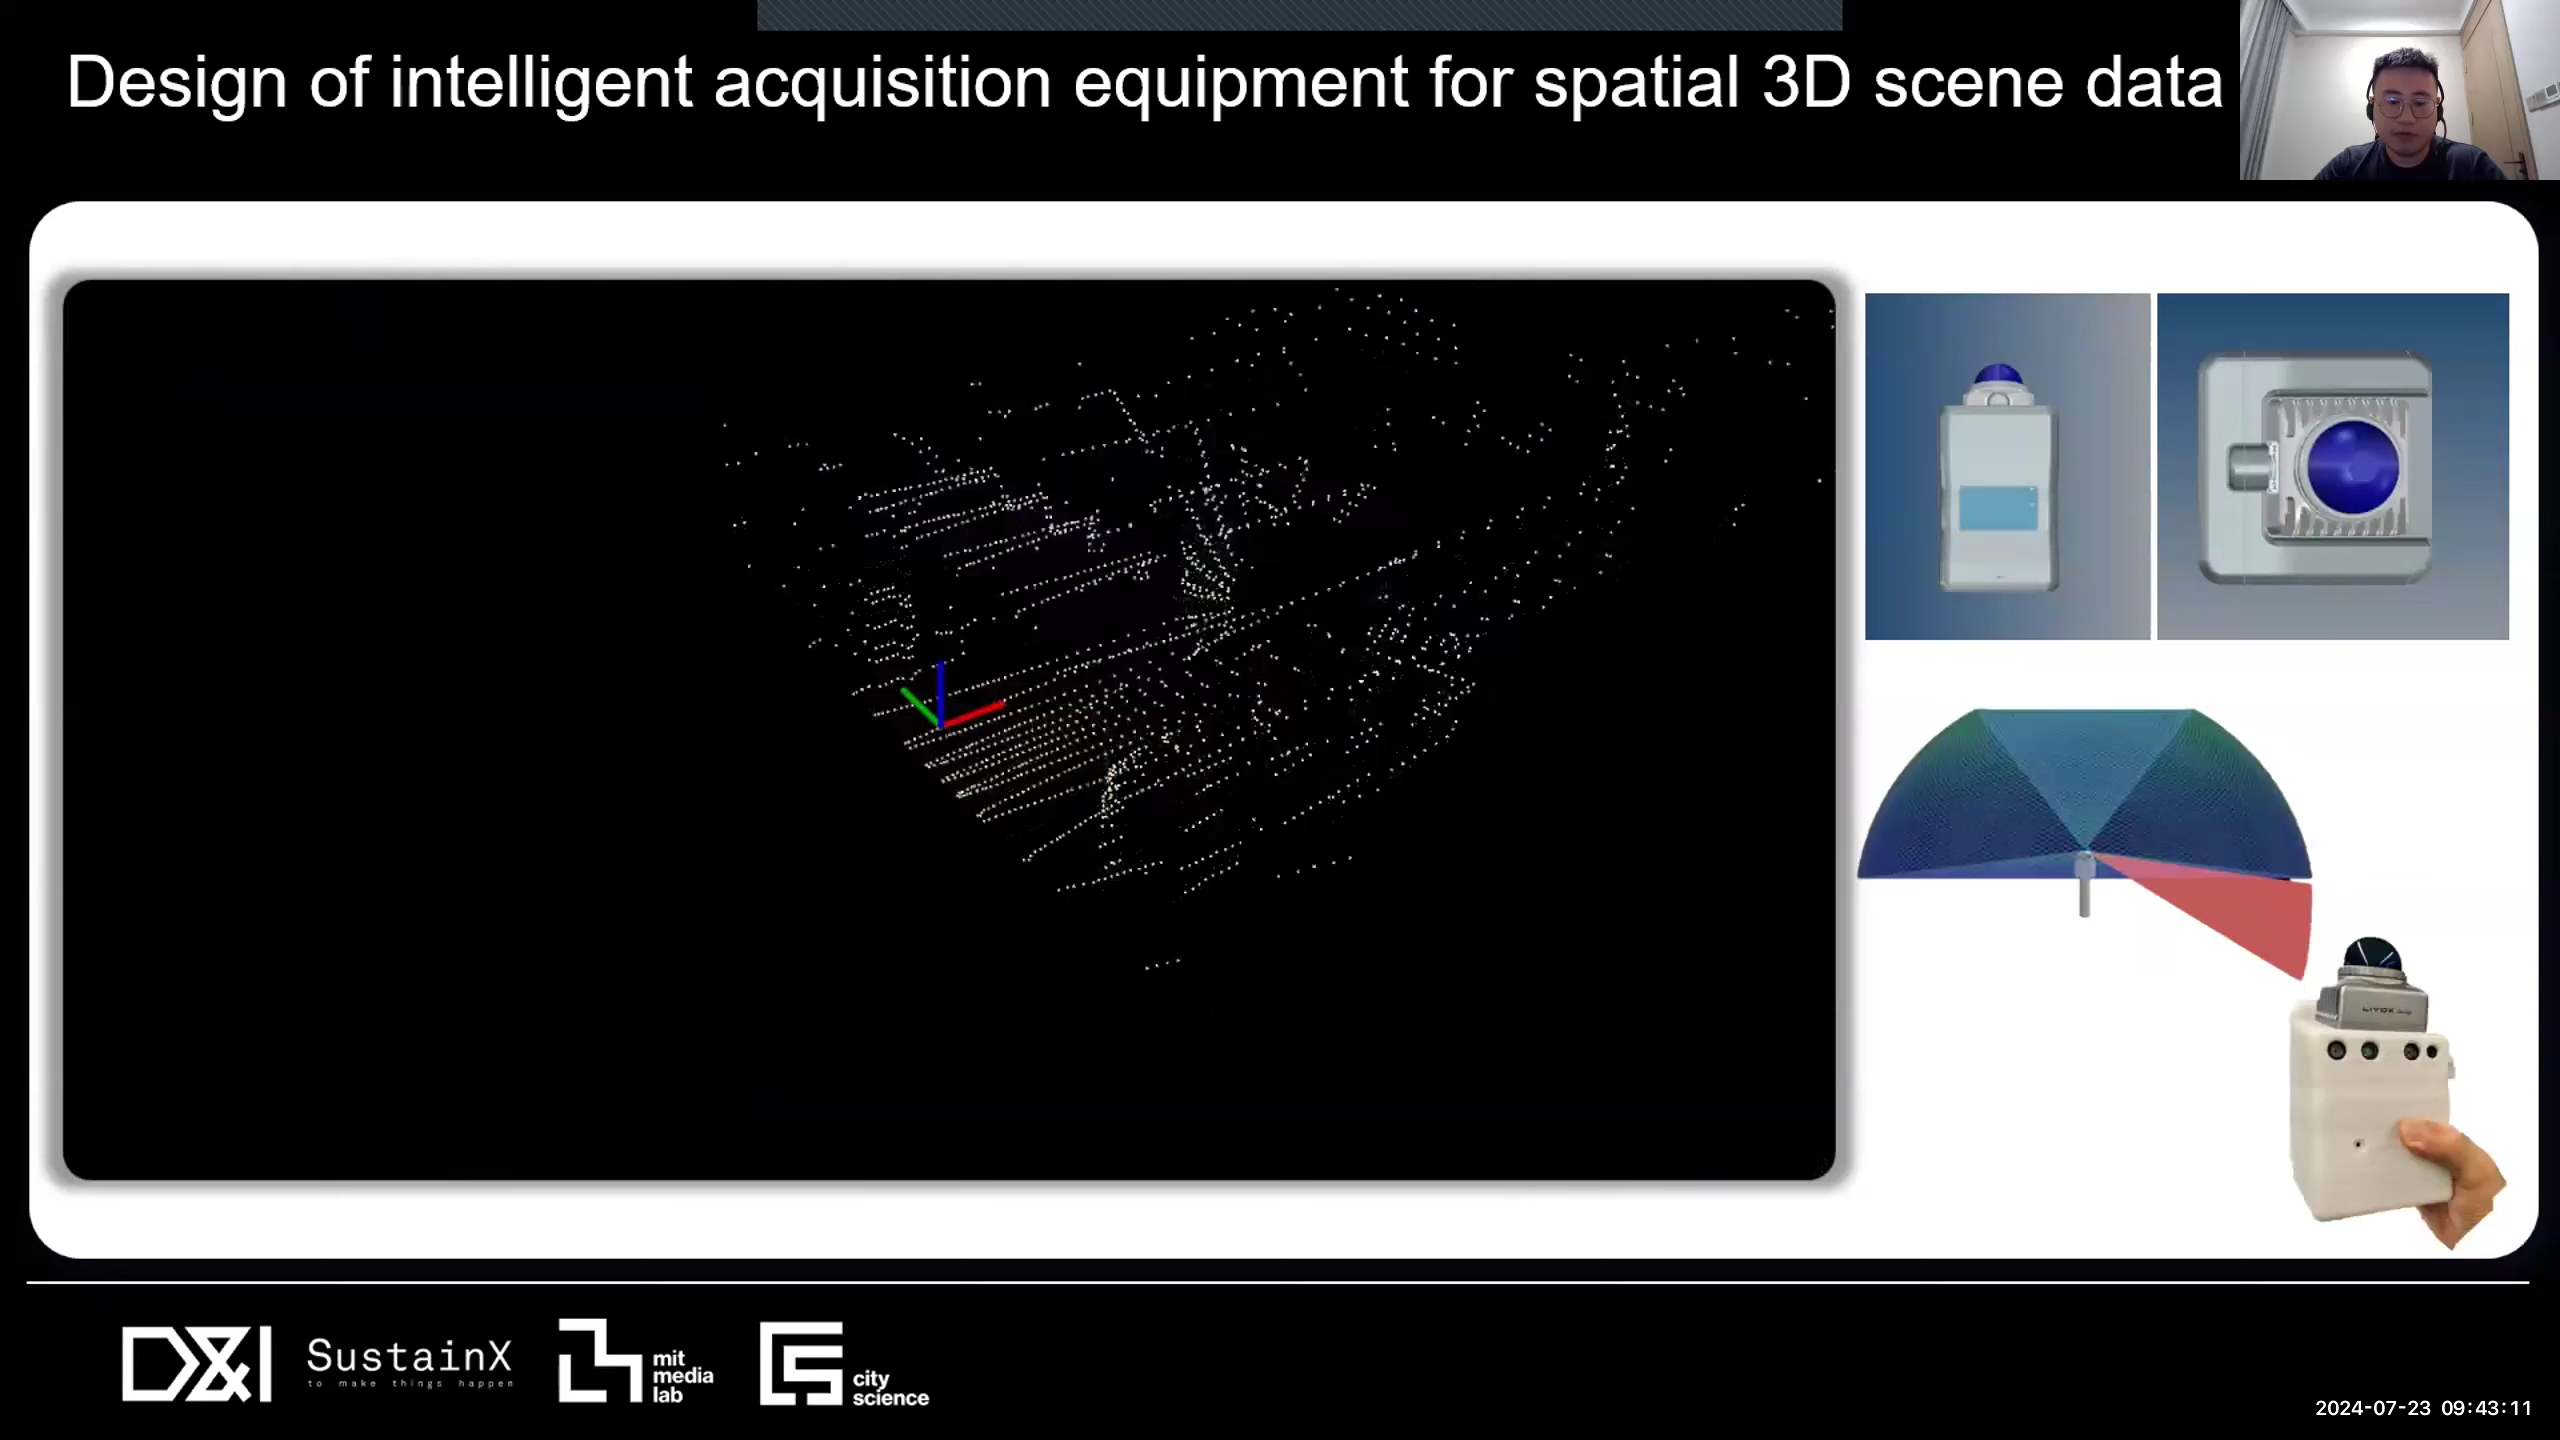 Design of intelligent acquisition equipment for spatial 3D scene data
LIVOX
D&I
SustainX
to make things happen
mit
media
lab
city
science
2024-07-23 09:43:11